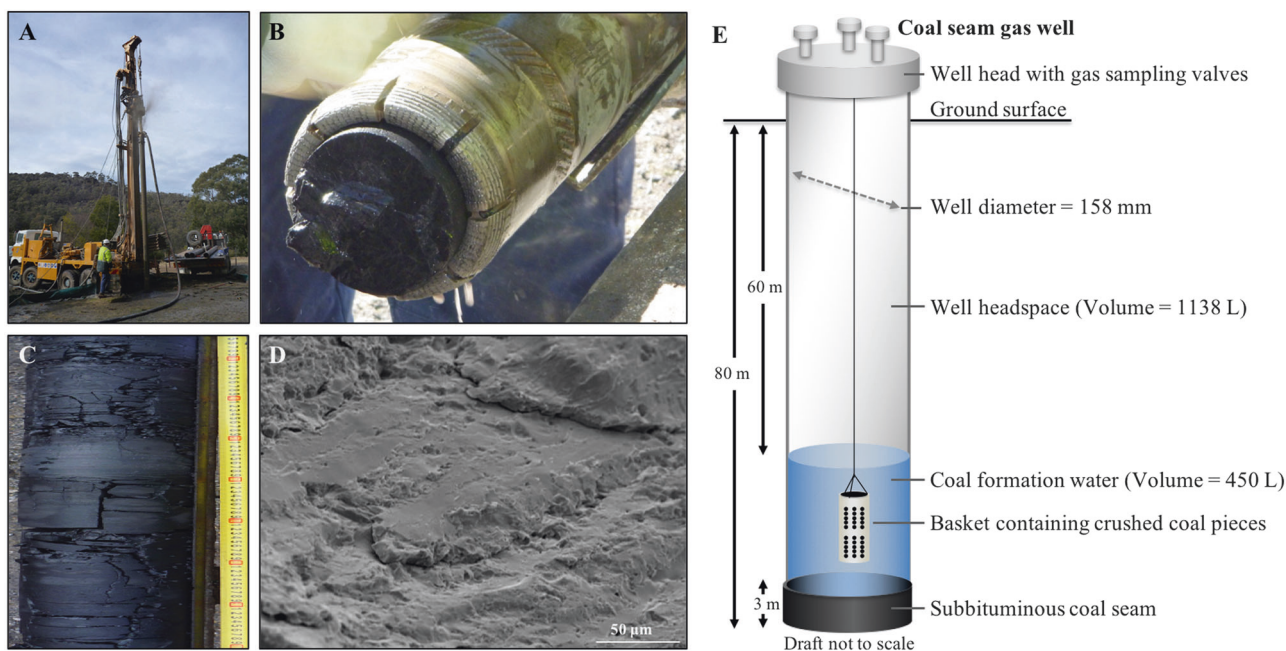 A
B
C
D
50 µm
E
Coal seam gas well
Well head with gas sampling valves
Ground surface
Well diameter = 158 mm
60 m
Well headspace (Volume = 1138 L)
80 m
Coal formation water (Volume = 450 L)
Basket containing crushed coal pieces
3 m
Subbituminous coal seam
Draft not to scale